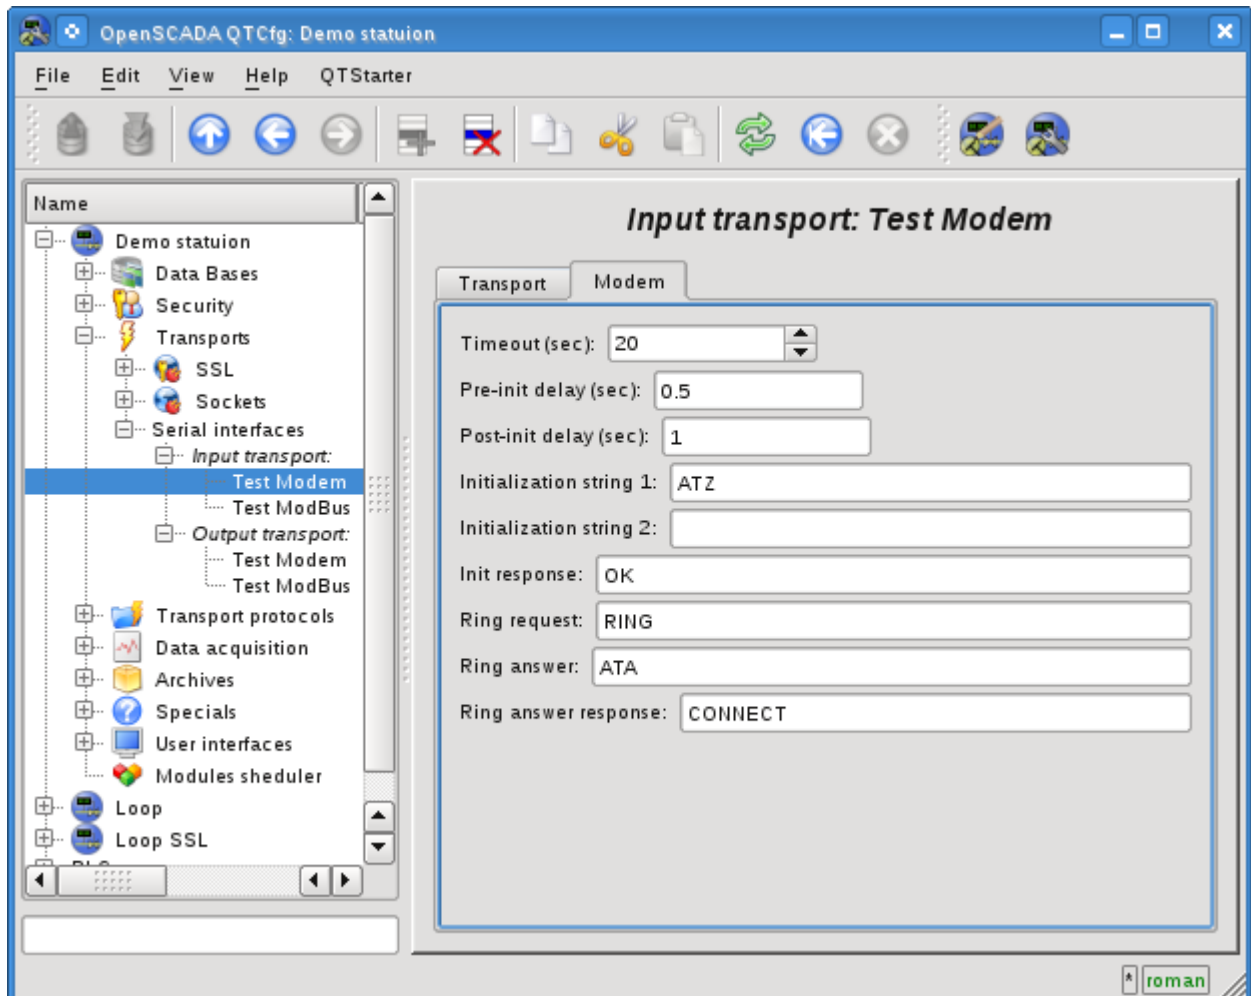 OpenSCADA QTCfg: Demo statuion
File Edit View Help QTStarter
Name
Demo statuion
Data Bases
Security
Transports
SSL
Sockets
Serial interfaces
Input transport:
Test Modem
Test ModBus
Output transport:
Test Modem
Test ModBus
Transport protocols
Data acquisition
Archives
Specials
User interfaces
Modules sheduler
Loop
Loop SSL
Input transport: Test Modem
Transport Modem
Timeout (sec): 20
Pre-init delay (sec): 0.5
Post-init delay (sec): 1
Initialization string 1: ATZ
Initialization string 2:
Init response: OK
Ring request: RING
Ring answer: ATA
Ring answer response: CONNECT
* roman